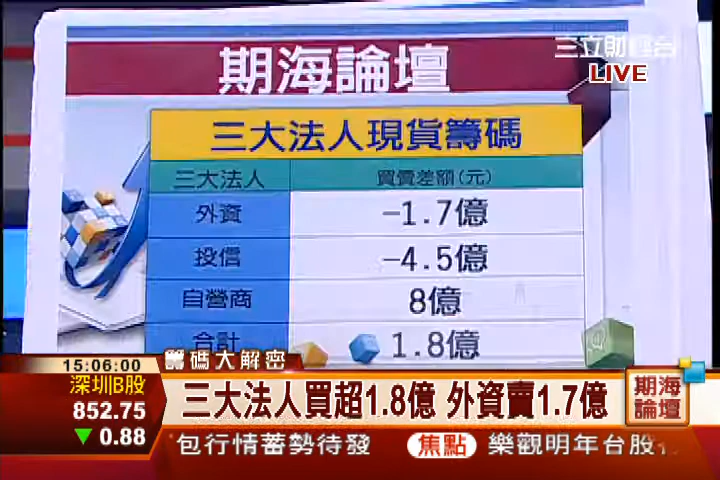 三立財經台
LIVE
期海論壇
三大法人現貨籌碼
三大法人 買賣差額(元)
外資 -1.7億
投信 -4.5億
自營商 8億
合計 1.8億
15:06:00
籌碼大解密
深圳B股
852.75
▼0.88
三大法人買超1.8億 外資賣1.7億
期海
論壇
包行情蓄勢待發 焦點 樂觀明年台股